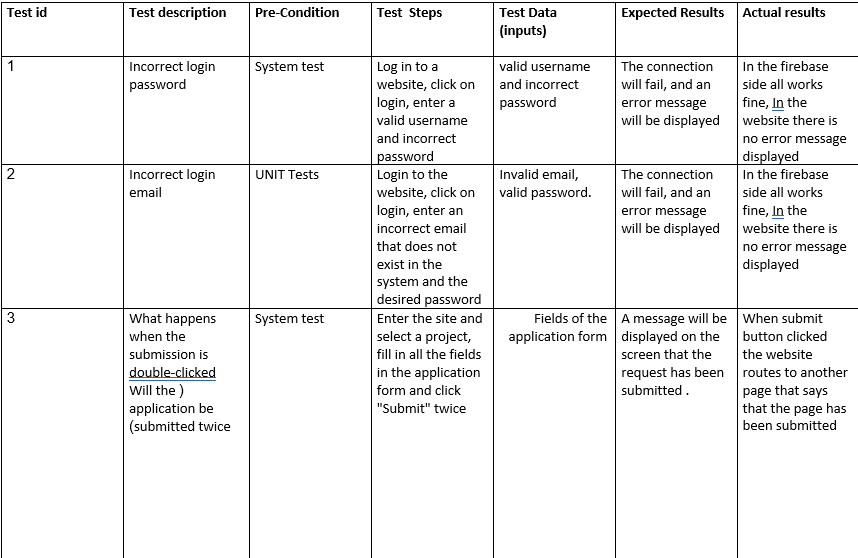 Test id
Test description
Pre-Condition
Test  Steps
Test Data
(inputs)
Expected Results
Actual results
1
Incorrect login
password
System test
Log in to a
website, click on
login, enter a
valid username
and incorrect
password
valid username
and incorrect
password
The connection
will fail, and an
error message
will be displayed
In the firebase
side all works
fine, In the
website there is
no error message
displayed
2
Incorrect login
email
UNIT Tests
Login to the
website, click on
login, enter an
incorrect email
that does not
exist in the
system and the
desired password
Invalid email,
valid password.
The connection
will fail, and an
error message
will be displayed
In the firebase
side all works
fine, In the
website there is
no error message
displayed
3
What happens
when the
submission is
double-clicked
Will the )
application be
(submitted twice
System test
Enter the site and
select a project,
fill in all the fields
in the application
form and click
"Submit" twice
Fields of the
application form
A message will be
displayed on the
screen that the
request has been
submitted .
When submit
button clicked
the website
routes to another
page that says
that the page has
been submitted